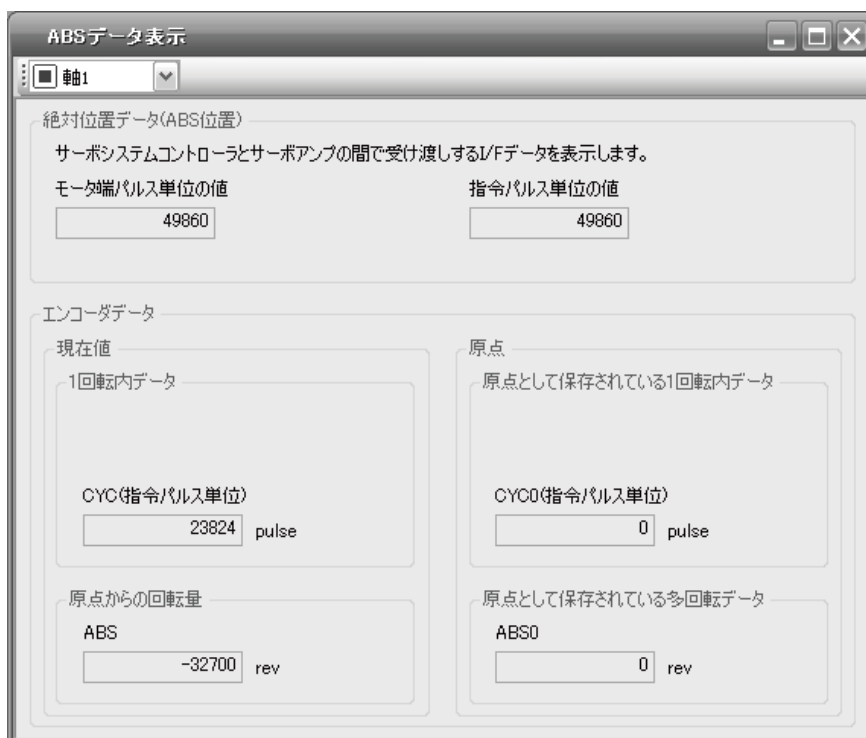 ABSデータ表示
軸1
絶対位置データ(ABS位置)
サーボシステムコントローラとサーボアンプの間で受け渡しするI/Fデータを表示します。
モータ端パルス単位の値
指令パルス単位の値
49860
49860
エンコーダデータ
現在値
1回転内データ
CYC(指令パルス単位)
23824 pulse
原点からの回転量
ABS
-32700 rev
原点
原点として保存されている1回転内データ
CYC0(指令パルス単位)
0 pulse
原点として保存されている多回転データ
ABS0
0 rev